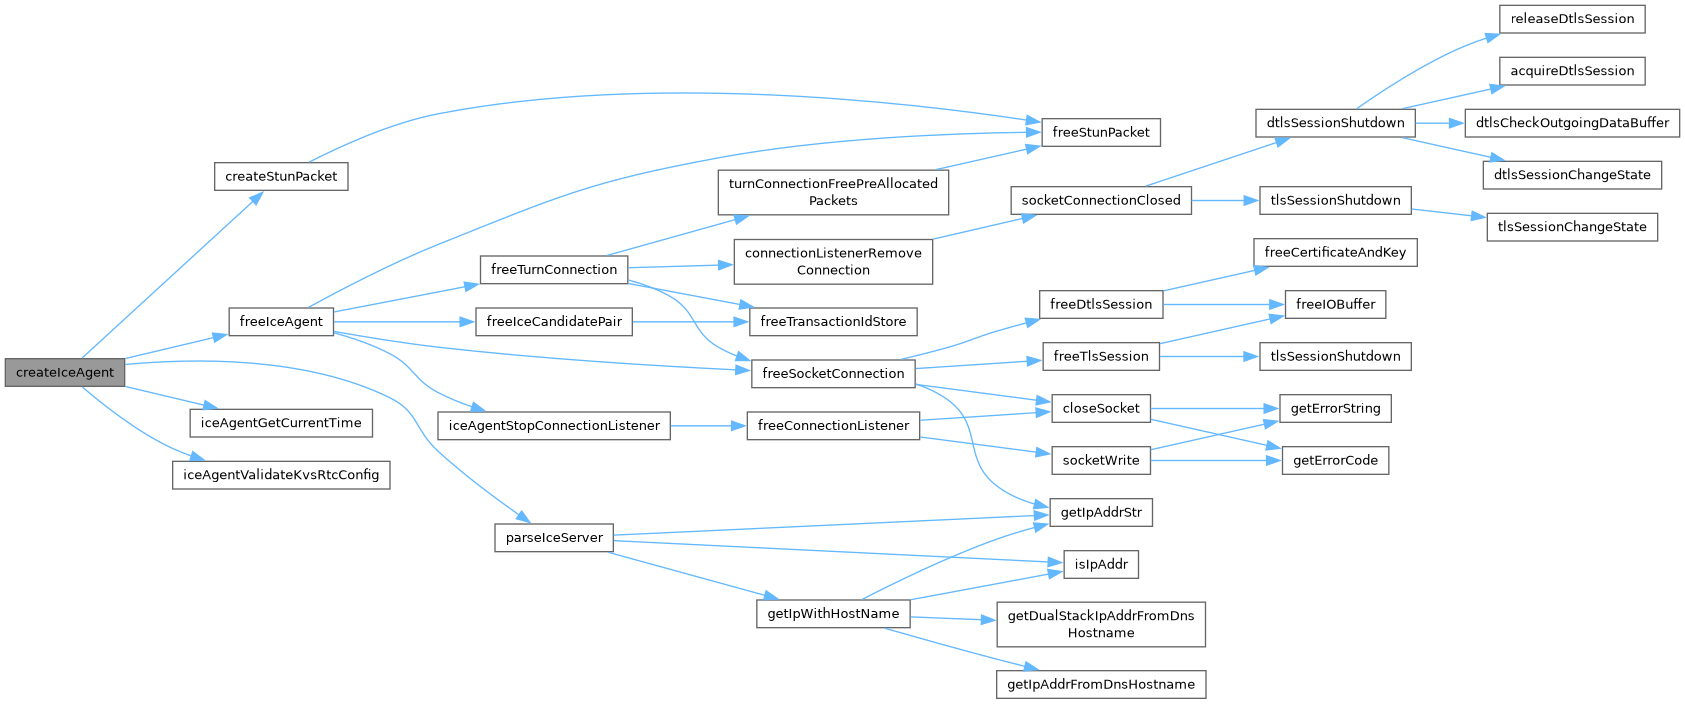 releaseDtlsSession
acquireDtlsSession
dtlsSessionShutdown
dtlsCheckOutgoingDataBuffer
freeStunPacket
createStunPacket
dtlsSessionChangeState
turnConnectionFreePreAllocated
Packets
socketConnectionClosed
tlsSessionShutdown
tlsSessionChangeState
connectionListenerRemove
Connection
freeCertificateAndKey
freeTurnConnection
freeDtlsSession
freeIOBuffer
freeIceAgent
freeIceCandidatePair
freeTransactionIdStore
freeTlsSession
tlsSessionShutdown
createIceAgent
freeSocketConnection
closeSocket
getErrorString
iceAgentGetCurrentTime
iceAgentStopConnectionListener
freeConnectionListener
socketWrite
getErrorCode
iceAgentValidateKvsRtcConfig
getIpAddrStr
parseIceServer
isIpAddr
getIpWithHostName
getDualStackIpAddrFromDns
Hostname
getIpAddrFromDnsHostname